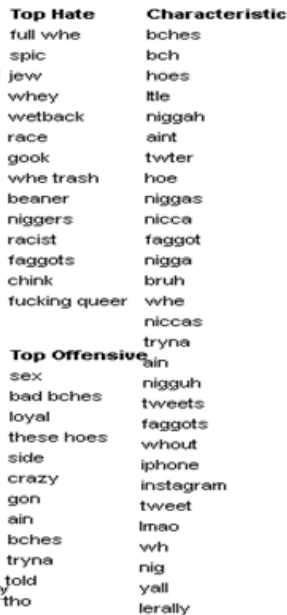 Top Hate
full whe
spic
jew
whey
wetback
race
gook
whe trash
beaner
niggers
racist
faggots
chink
fucking queer
Top Offensive
sex
bad bches
loyal
these hoes
side
crazy
gon
ain
bches
tryna
told
tho
Characteristic
bches
bch
hoes
ltle
niggah
aint
twter
hoe
niggas
nicca
faggot
nigga
bruh
whe
niccas
tryna
ain
nigguh
tweets
faggots
whout
iphone
instagram
tweet
lmao
wh
nig
yall
lerally